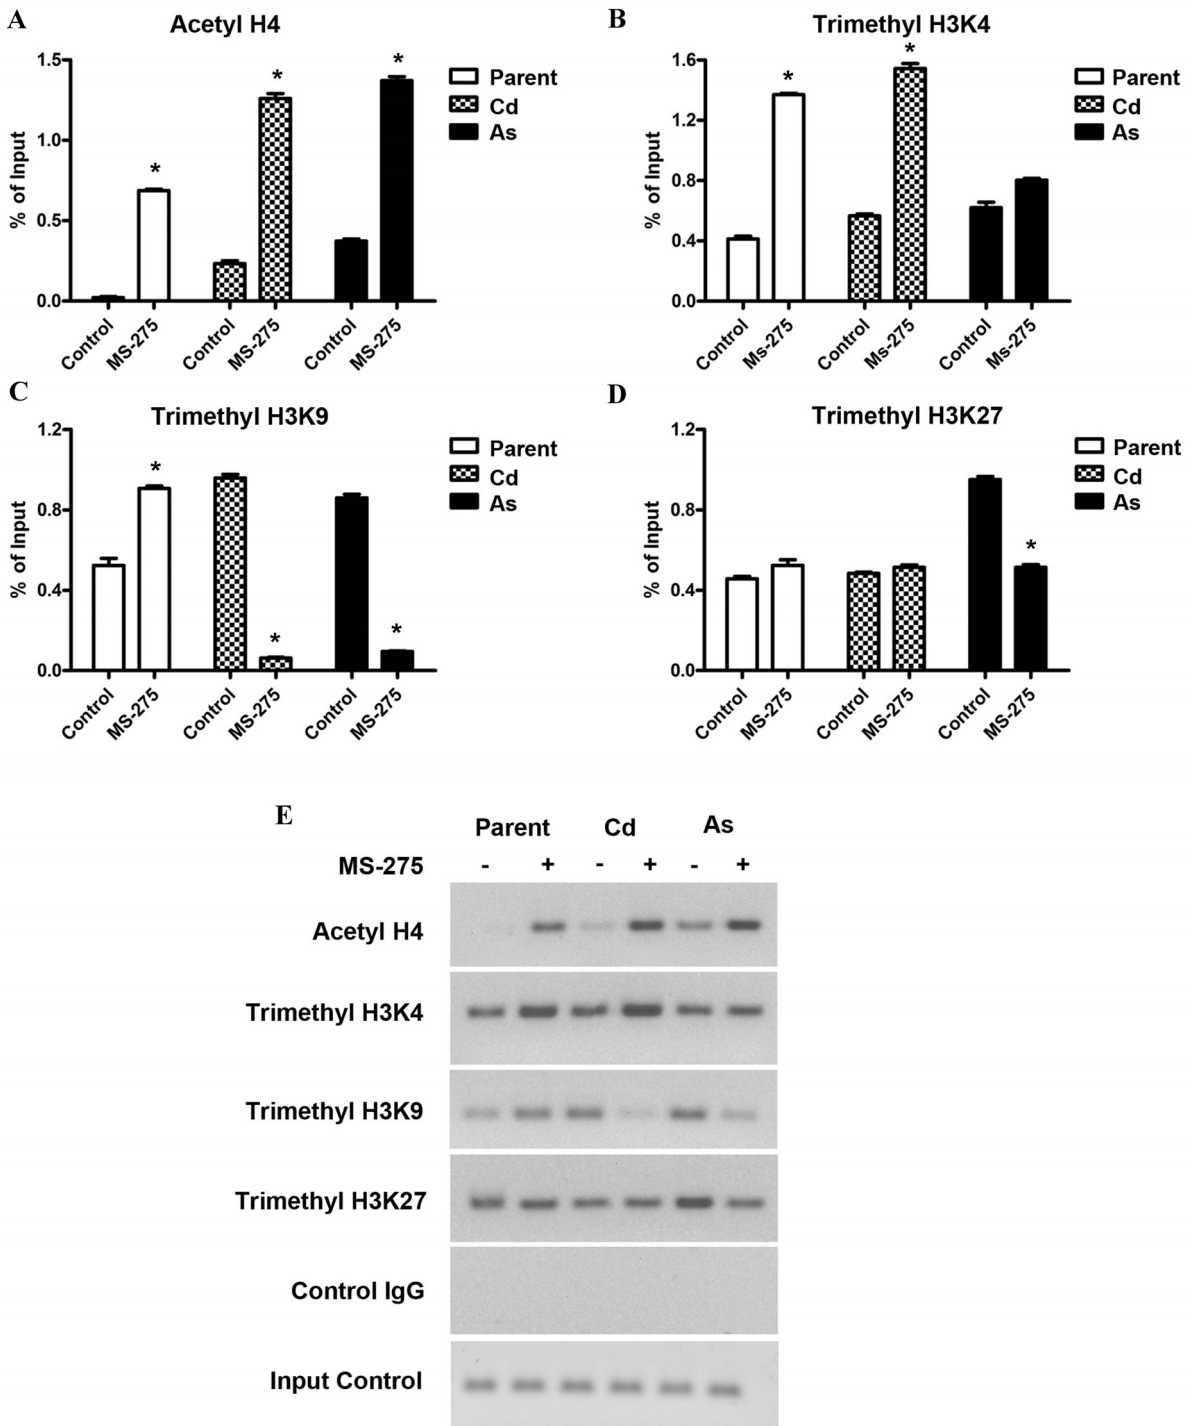 A
Acetyl H4
% of Input
1.5
1.0
0.5
0.0
*
*
*
Control
MS-275
Control
MS-275
Control
MS-275
Parent
Cd
As
B
Trimethyl H3K4
% of Input
1.6
1.2
0.8
0.4
0.0
*
*
Control
Ms-275
Control
Ms-275
Control
Ms-275
Parent
Cd
As
C
Trimethyl H3K9
% of Input
1.2
0.8
0.4
0.0
*
*
*
Control
MS-275
Control
MS-275
Control
MS-275
Parent
Cd
As
D
Trimethyl H3K27
% of Input
1.2
0.8
0.4
0.0
*
Control
MS-275
Control
MS-275
Control
MS-275
Parent
Cd
As
E
Parent Cd As
MS-275 - + - + - +
Acetyl H4
Trimethyl H3K4
Trimethyl H3K9
Trimethyl H3K27
Control IgG
Input Control